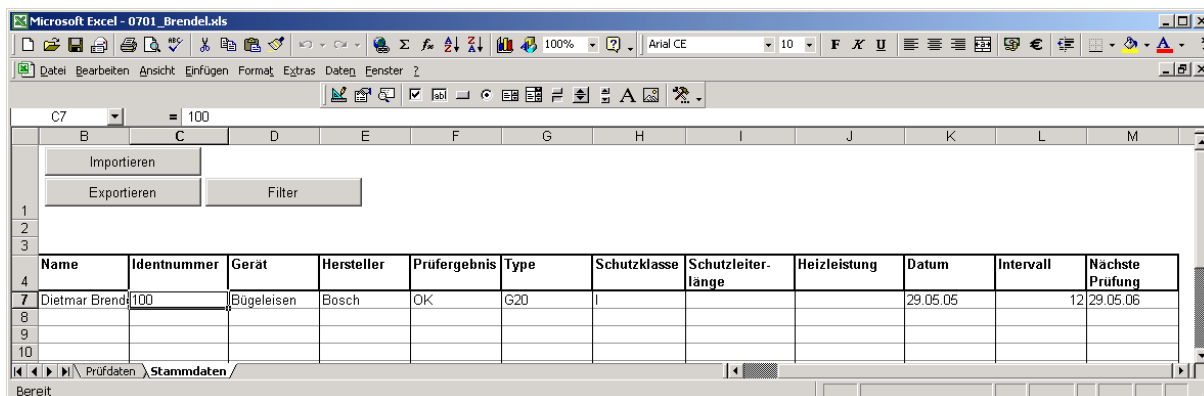 Microsoft Excel - 0701_Brendel.xls
100% Arial CE 10 F K U
Datei Bearbeiten Ansicht Einfügen Format Extras Daten Fenster ?
C7 = 100
B C D E F G H I J K L M
Importieren
Exportieren Filter
1
2
3
4 Name Identnummer Gerät Hersteller Prüfergebnis Type Schutzklasse Schutzleiter-länge Heizleistung Datum Intervall Nächste Prüfung
7 Dietmar Brend 100 Bügeleisen Bosch OK G20 I 29.05.05 12 29.05.06
8
9
10
Prüfdaten Stammdaten
Bereit